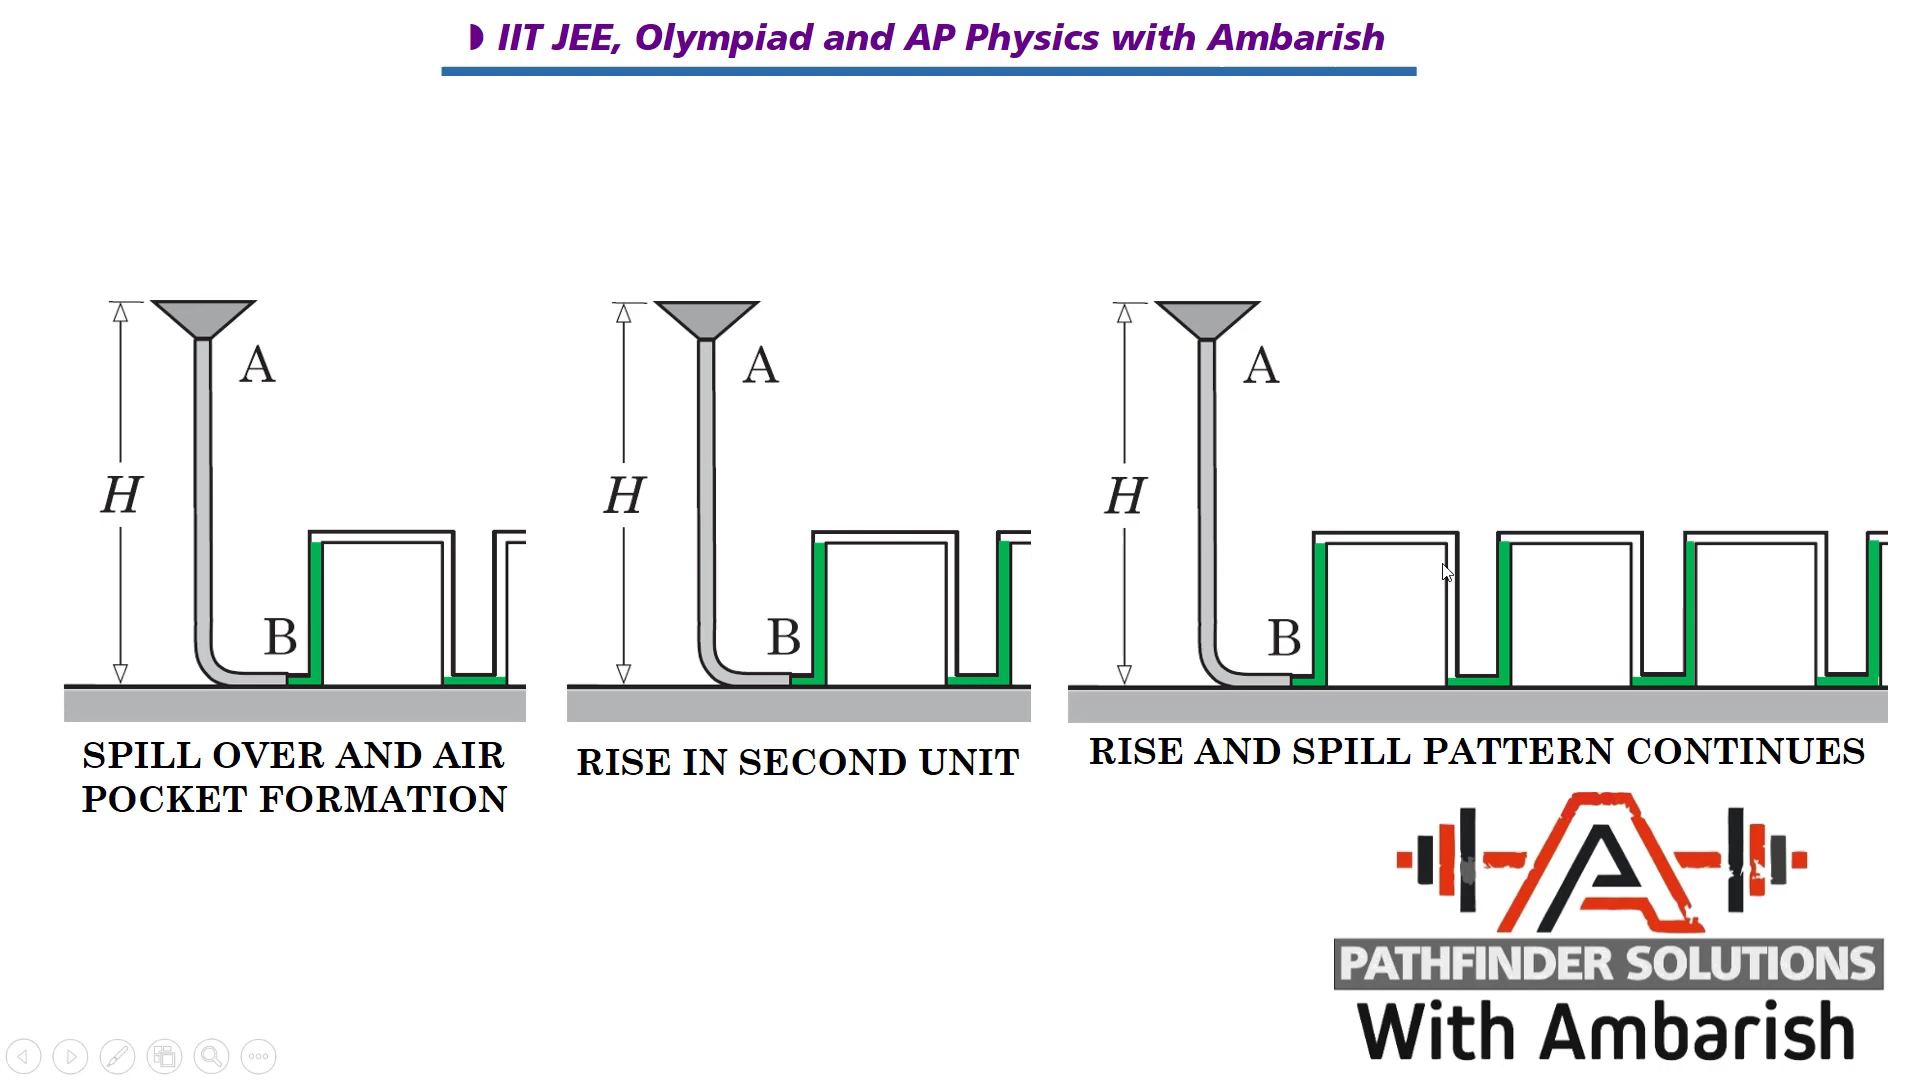 IIT JEE, Olympiad and AP Physics with Ambarish
A
A
A
H
H
H
B
B
B
SPILL OVER AND AIR
POCKET FORMATION
RISE IN SECOND UNIT
RISE AND SPILL PATTERN CONTINUES
A
PATHFINDER SOLUTIONS
With Ambarish